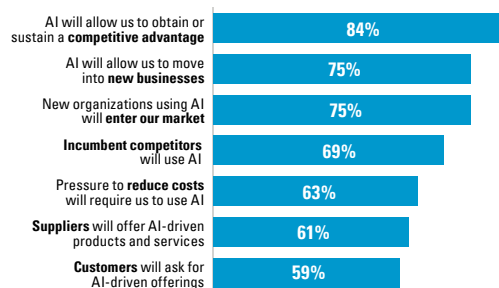 AI will allow us to obtain or
sustain a competitive advantage
84%
AI will allow us to move
into new businesses
75%
New organizations using AI
will enter our market
75%
Incumbent competitors
will use AI
69%
Pressure to reduce costs
will require us to use AI
63%
Suppliers will offer AI-driven
products and services
61%
Customers will ask for
AI-driven offerings
59%